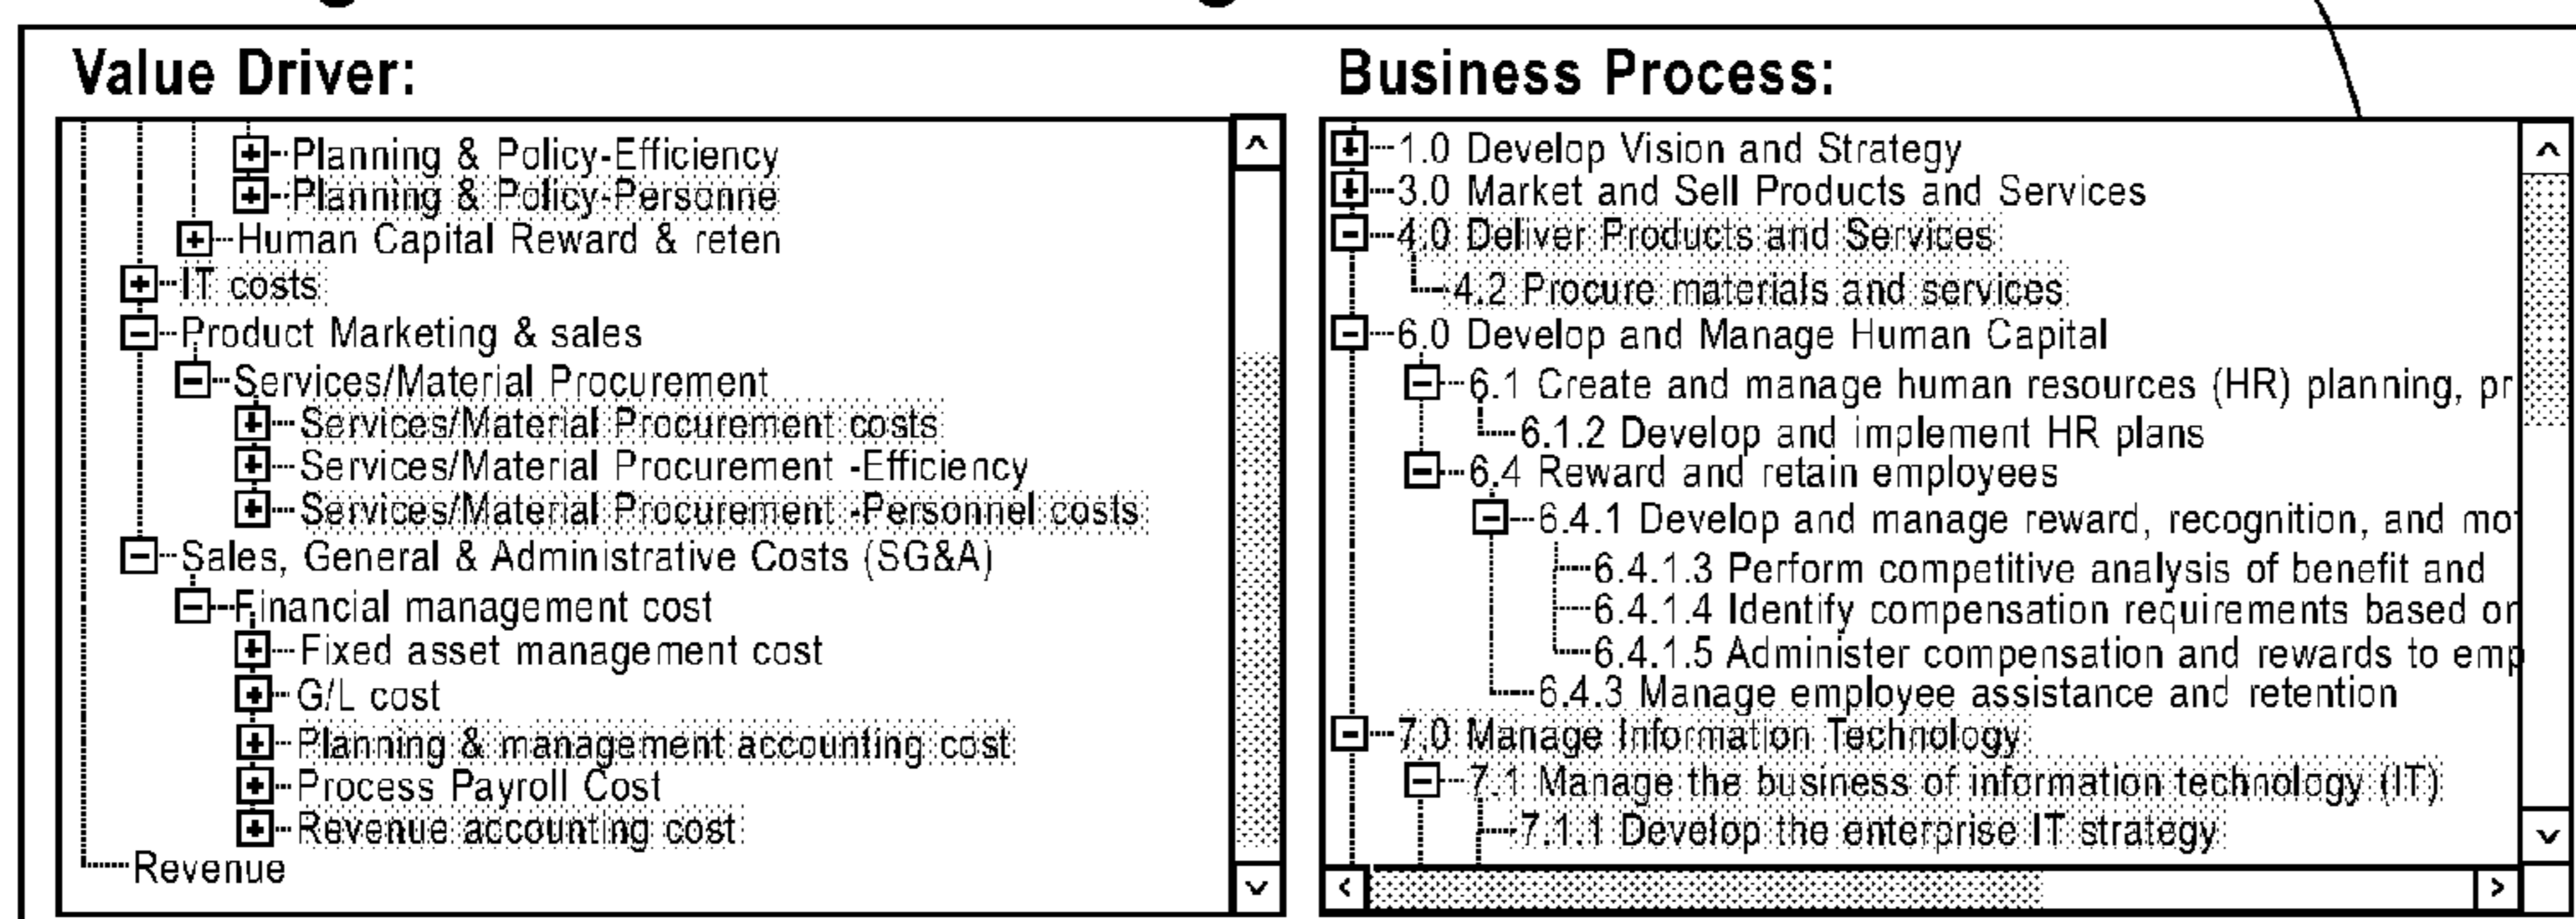 Value Driver:
Planning & Policy-Efficiency
Planning & Policy-Personne
Human Capital Reward & reten
IT costs
Product Marketing & sales
Services/Material Procurement
Services/Material Procurement costs
Services/Material Procurement -Efficiency
Services/Material Procurement -Personnel costs
Sales, General & Administrative Costs (SG&A)
Financial management cost
Fixed asset management cost
G/L cost
Planning & management accounting cost
Process Payroll Cost
Revenue accounting cost
Revenue
Business Process:
1.0 Develop Vision and Strategy
3.0 Market and Sell Products and Services
4.0 Deliver Products and Services
4.2 Procure materials and services
6.0 Develop and Manage Human Capital
6.1 Create and manage human resources (HR) planning, pr
6.1.2 Develop and implement HR plans
6.4 Reward and retain employees
6.4.1 Develop and manage reward, recognition, and mot
6.4.1.3 Perform competitive analysis of benefit and
6.4.1.4 Identify compensation requirements based or
6.4.1.5 Administer compensation and rewards to emp
6.4.3 Manage employee assistance and retention
7.0 Manage Information Technology
7.1 Manage the business of information technology (IT)
7.1.1 Develop the enterprise IT strategy